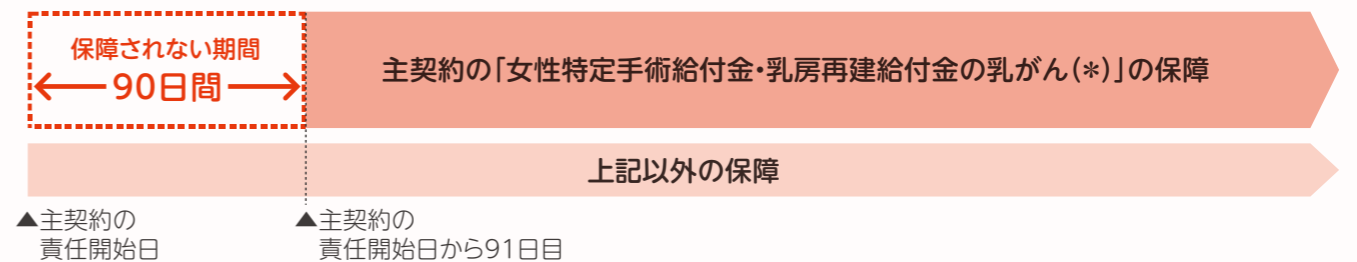 保障されない期間
90日間
主契約の「女性特定手術給付金・乳房再建給付金の乳がん(*)」の保障
上記以外の保障
▲主契約の
責任開始日
▲主契約の
責任開始日から91日目